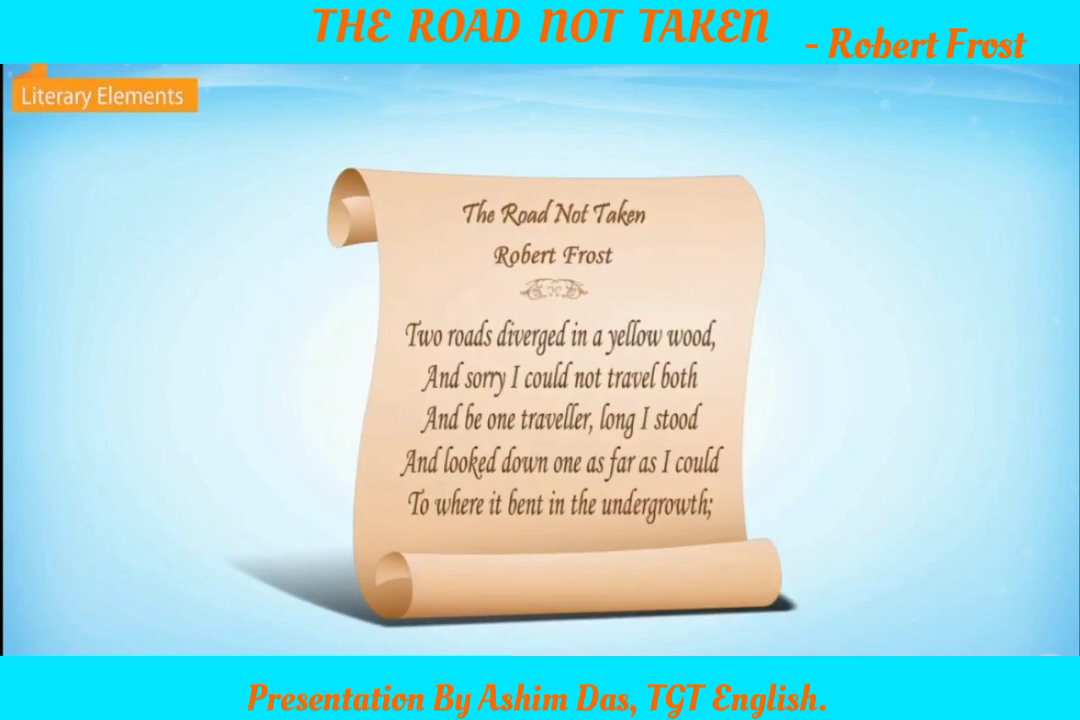 THE ROAD NOT TAKEN
- Robert Frost
Literary Elements
The Road Not Taken
Robert Frost
Two roads diverged in a yellow wood,
And sorry I could not travel both
And be one traveller, long I stood
And looked down one as far as I could
To where it bent in the undergrowth;
Presentation By Ashim Das, TGT English.